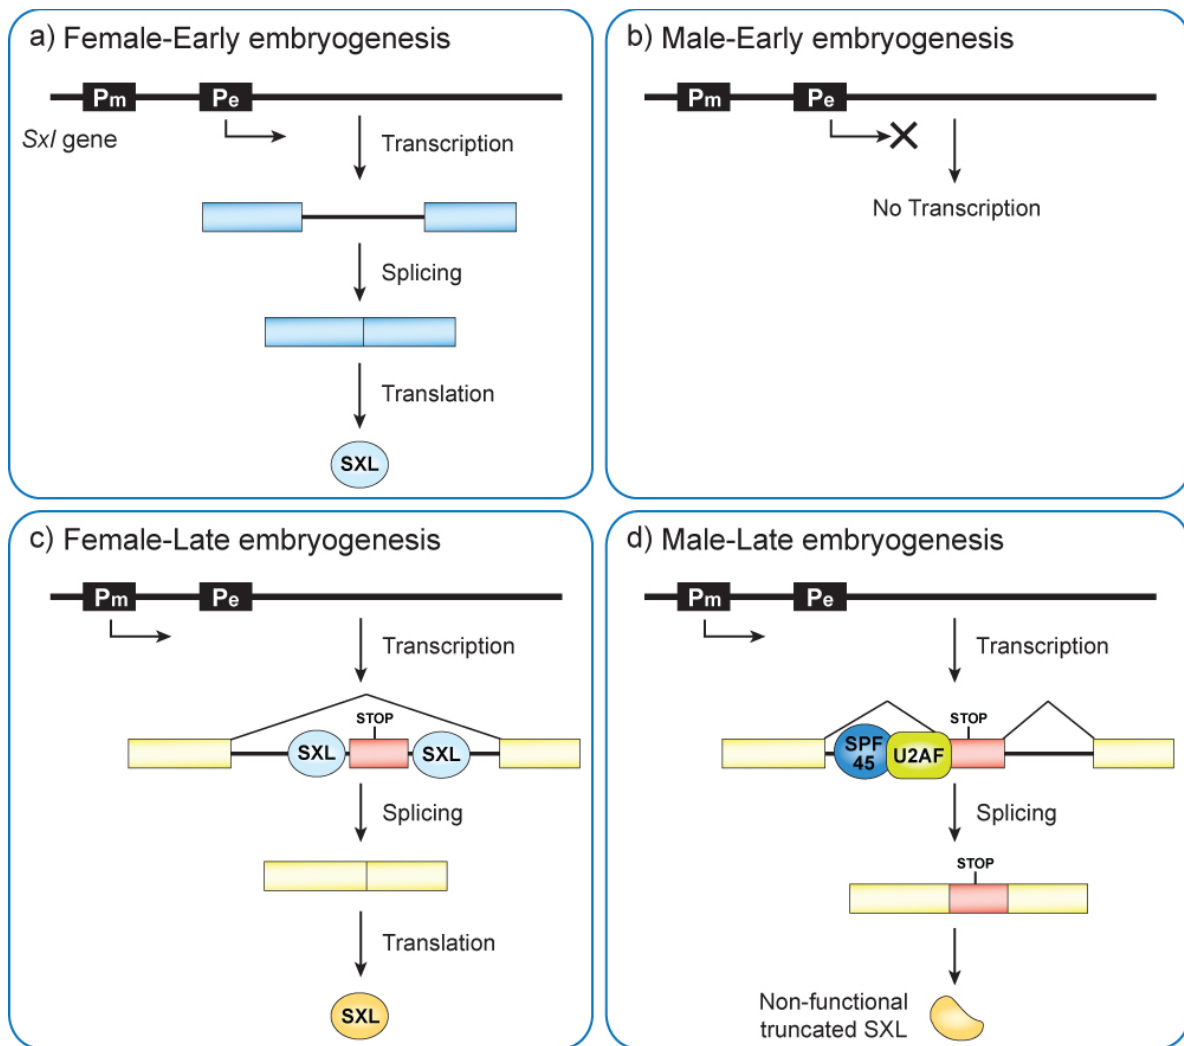 a) Female-Early embryogenesis
Pm Pe
Sxl gene
Transcription
Splicing
Translation
SXL
b) Male-Early embryogenesis
Pm Pe
No Transcription
c) Female-Late embryogenesis
Pm Pe
Transcription
STOP
SXL SXL
Splicing
Translation
SXL
d) Male-Late embryogenesis
Pm Pe
Transcription
STOP
SPF
45
U2AF
Splicing
STOP
Non-functional
truncated SXL